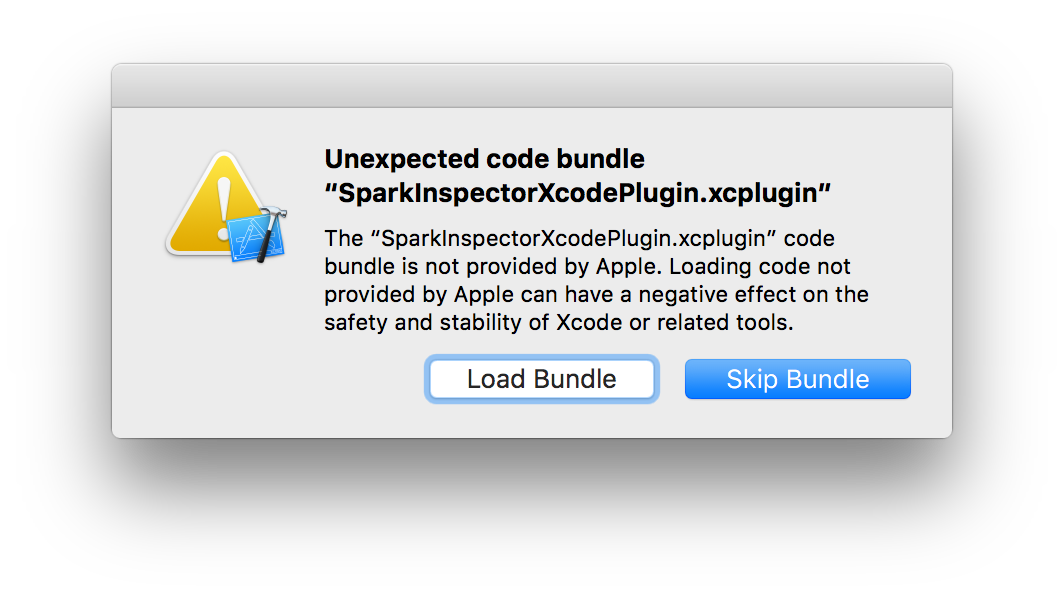 Unexpected code bundle
“SparkInspectorXcodePlugin.xcplugin”
The “SparkInspectorXcodePlugin.xcplugin” code
bundle is not provided by Apple. Loading code not
provided by Apple can have a negative effect on the
safety and stability of Xcode or related tools.
Load Bundle
Skip Bundle